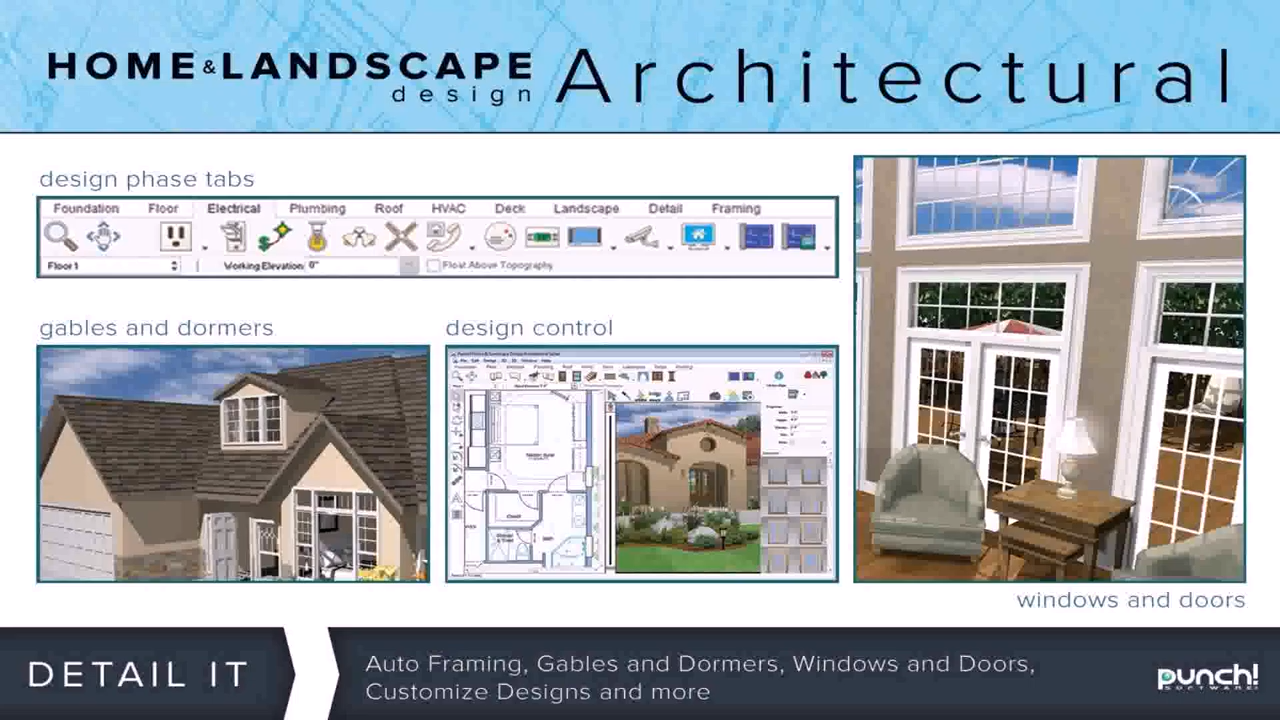 HOME & LANDSCAPE
design
Architectural
design phase tabs
Foundation Floor Electrical Plumbing Roof HVAC Deck Landscape Detail Framing
Floor 1 Working Elevation: 0" Float Above Topography
gables and dormers
design control
windows and doors
DETAIL IT
Auto Framing, Gables and Dormers, Windows and Doors,
Customize Designs and more
punch!
SOFTWARE